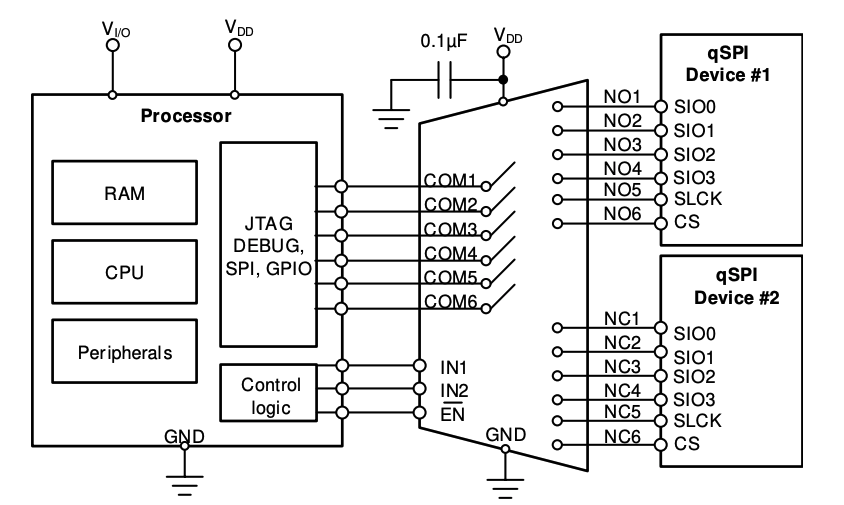 V_I/O
V_DD
0.1µF
V_DD
Processor
RAM
CPU
Peripherals
JTAG
DEBUG,
SPI, GPIO
Control
logic
GND
COM1
COM2
COM3
COM4
COM5
COM6
IN1
IN2
E̅N̅
GND
NO1
NO2
NO3
NO4
NO5
NO6
qSPI
Device #1
SIO0
SIO1
SIO2
SIO3
SLCK
CS
NC1
NC2
NC3
NC4
NC5
NC6
qSPI
Device #2
SIO0
SIO1
SIO2
SIO3
SLCK
CS